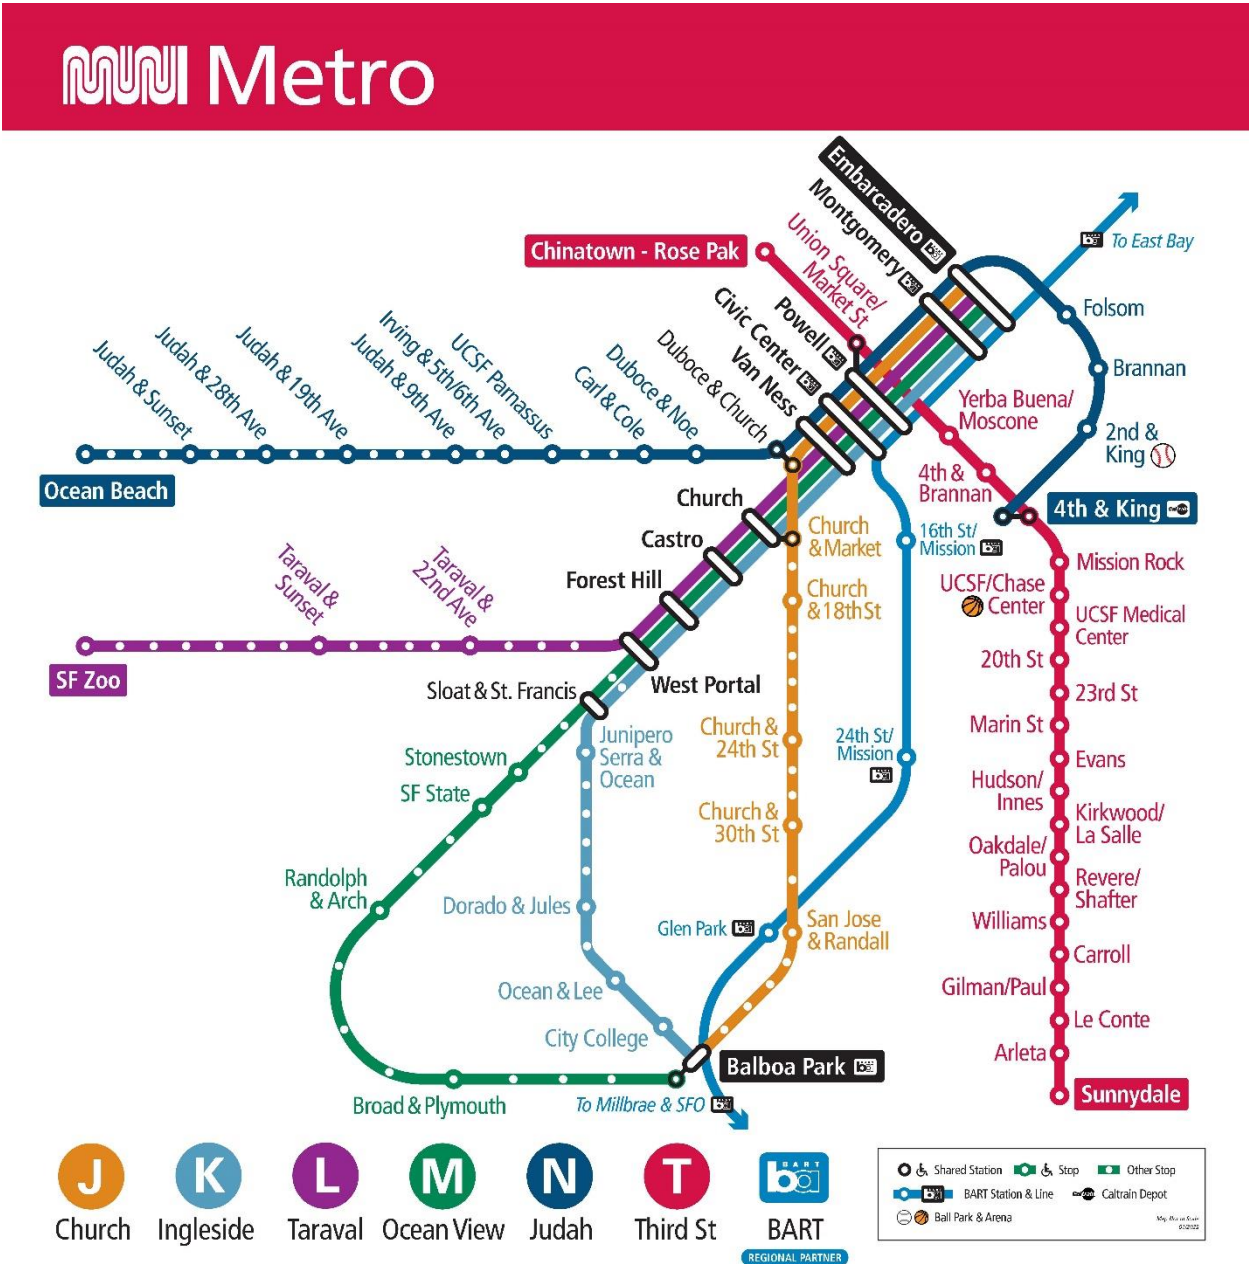 MUNI Metro
Embarcadero
Montgomery
Union Square/
Market St
Chinatown - Rose Pak
Powell
Civic Center
Van Ness
To East Bay
Folsom
Brannan
2nd &
King
4th & King
Yerba Buena/
Moscone
4th &
Brannan
Judah & Sunset
Judah & 28th Ave
Judah & 19th Ave
Judah & 9th Ave
Irving & 5th/6th Ave
UCSF Parnassus
Carl & Cole
Duboce & Noe
Duboce & Church
Ocean Beach
Church
Castro
Forest Hill
West Portal
Church
& Market
Church
& 18th St
16th St/
Mission
Mission Rock
UCSF/Chase
Center
UCSF Medical
Center
20th St
23rd St
Marin St
Evans
Hudson/
Innes
Kirkwood/
La Salle
Oakdale/
Palou
Revere/
Shafter
Williams
Carroll
Gilman/Paul
Le Conte
Arleta
Sunnydale
Taraval &
Sunset
Taraval &
22nd Ave
SF Zoo
Sloat & St. Francis
Junipero
Serra &
Ocean
Stonestown
SF State
Randolph
& Arch
Dorado & Jules
Ocean & Lee
City College
Broad & Plymouth
Church &
24th St
Church &
30th St
24th St/
Mission
Glen Park
San Jose
& Randall
Balboa Park
To Millbrae & SFO
J
Church
K
Ingleside
L
Taraval
M
Ocean View
N
Judah
T
Third St
BART
ba
BART
REGIONAL PARTNER
Shared Station
Stop
Other Stop
BART Station & Line
Caltrain Depot
Ball Park & Arena